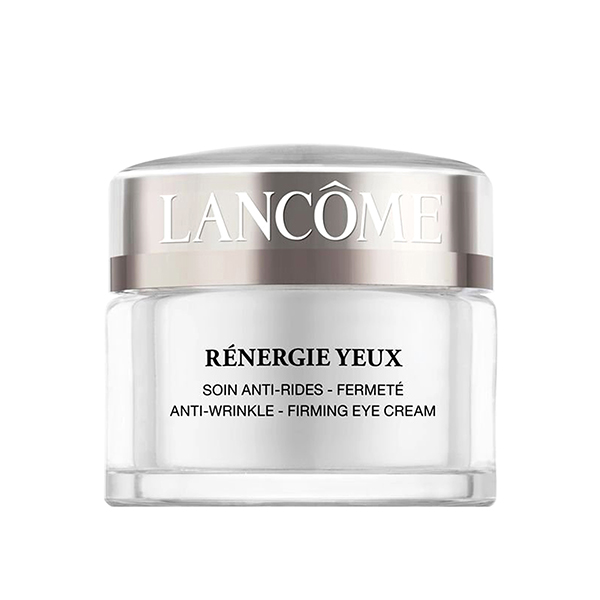 LANCÔME
RÉNERGIE YEUX
SOIN ANTI-RIDES - FERMETÉ
ANTI-WRINKLE - FIRMING EYE CREAM